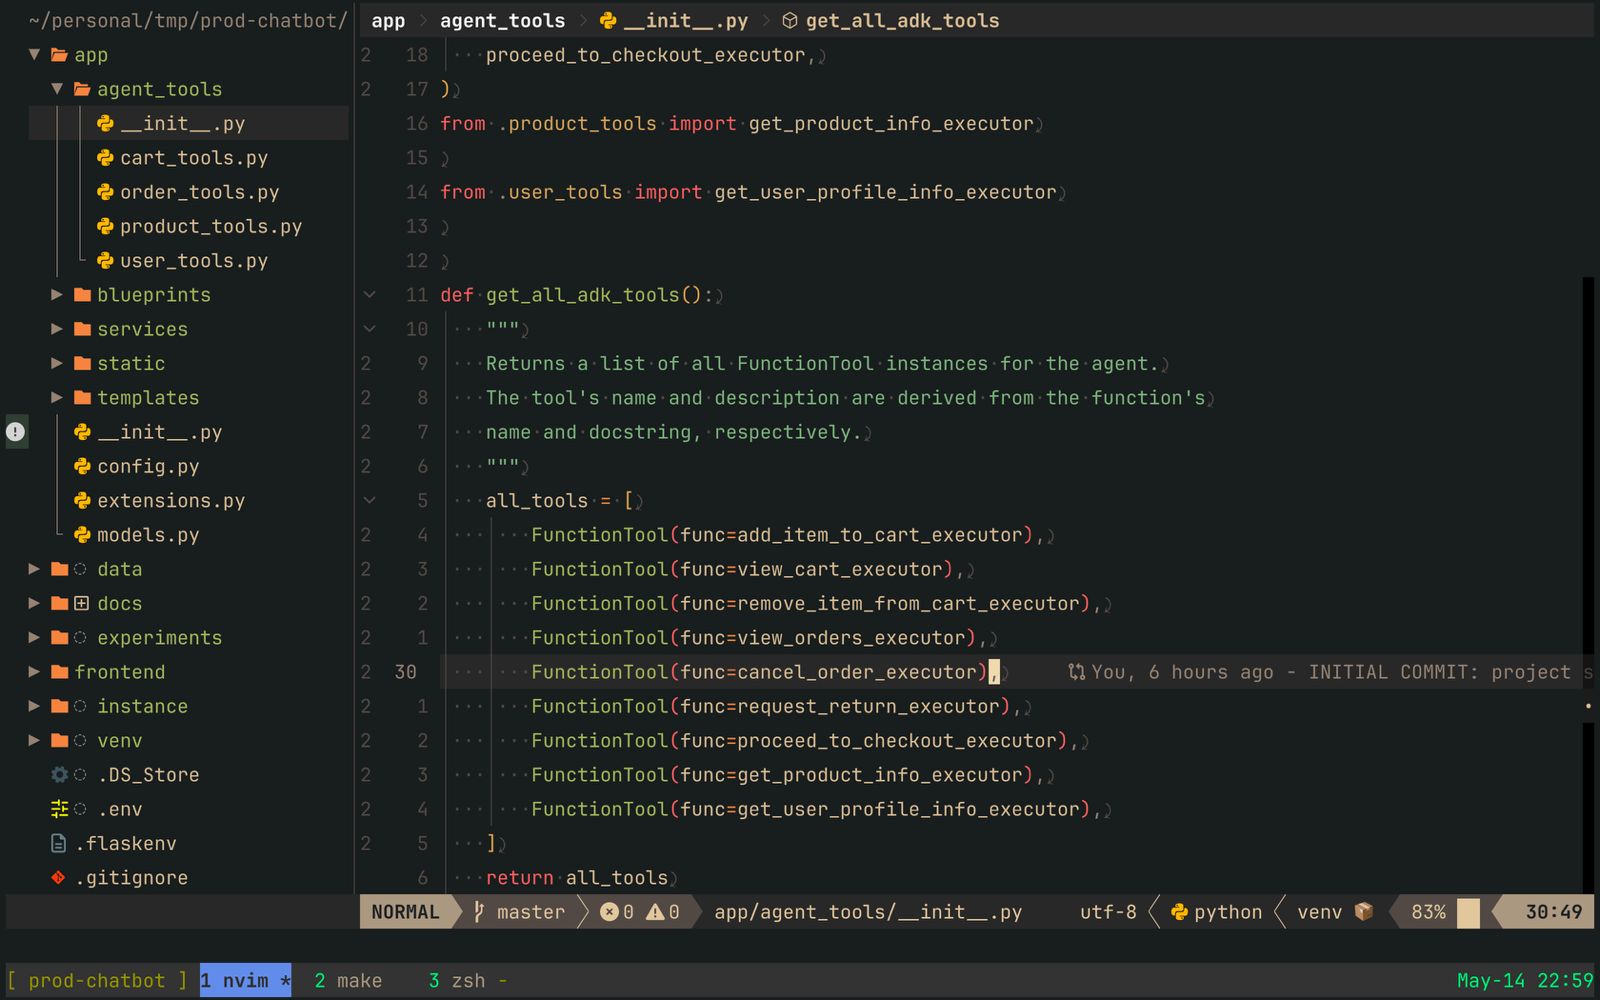 ~/personal/tmp/prod-chatbot/
app
agent_tools
__init__.py
cart_tools.py
order_tools.py
product_tools.py
user_tools.py
blueprints
services
static
templates
__init__.py
config.py
extensions.py
models.py
data
docs
experiments
frontend
instance
venv
.DS_Store
.env
.flaskenv
.gitignore
app > agent_tools > __init__.py > get_all_adk_tools
2 18 proceed_to_checkout_executor,
2 17 )
16 from .product_tools import get_product_info_executor
15
14 from .user_tools import get_user_profile_info_executor
13
12
11 def get_all_adk_tools():
10 """
2 9 Returns a list of all FunctionTool instances for the agent.
2 8 The tool's name and description are derived from the function's
2 7 name and docstring, respectively.
2 6 """
5 all_tools = [
2 4 FunctionTool(func=add_item_to_cart_executor),
2 3 FunctionTool(func=view_cart_executor),
2 2 FunctionTool(func=remove_item_from_cart_executor),
2 1 FunctionTool(func=view_orders_executor),
2 30 FunctionTool(func=cancel_order_executor), You, 6 hours ago - INITIAL COMMIT: project s
2 1 FunctionTool(func=request_return_executor),
2 2 FunctionTool(func=proceed_to_checkout_executor),
2 3 FunctionTool(func=get_product_info_executor),
2 4 FunctionTool(func=get_user_profile_info_executor),
2 5 ]
6 return all_tools
NORMAL master 0 0 app/agent_tools/__init__.py utf-8 python venv 83% 30:49
[ prod-chatbot ] 1 nvim * 2 make 3 zsh - May-14 22:59